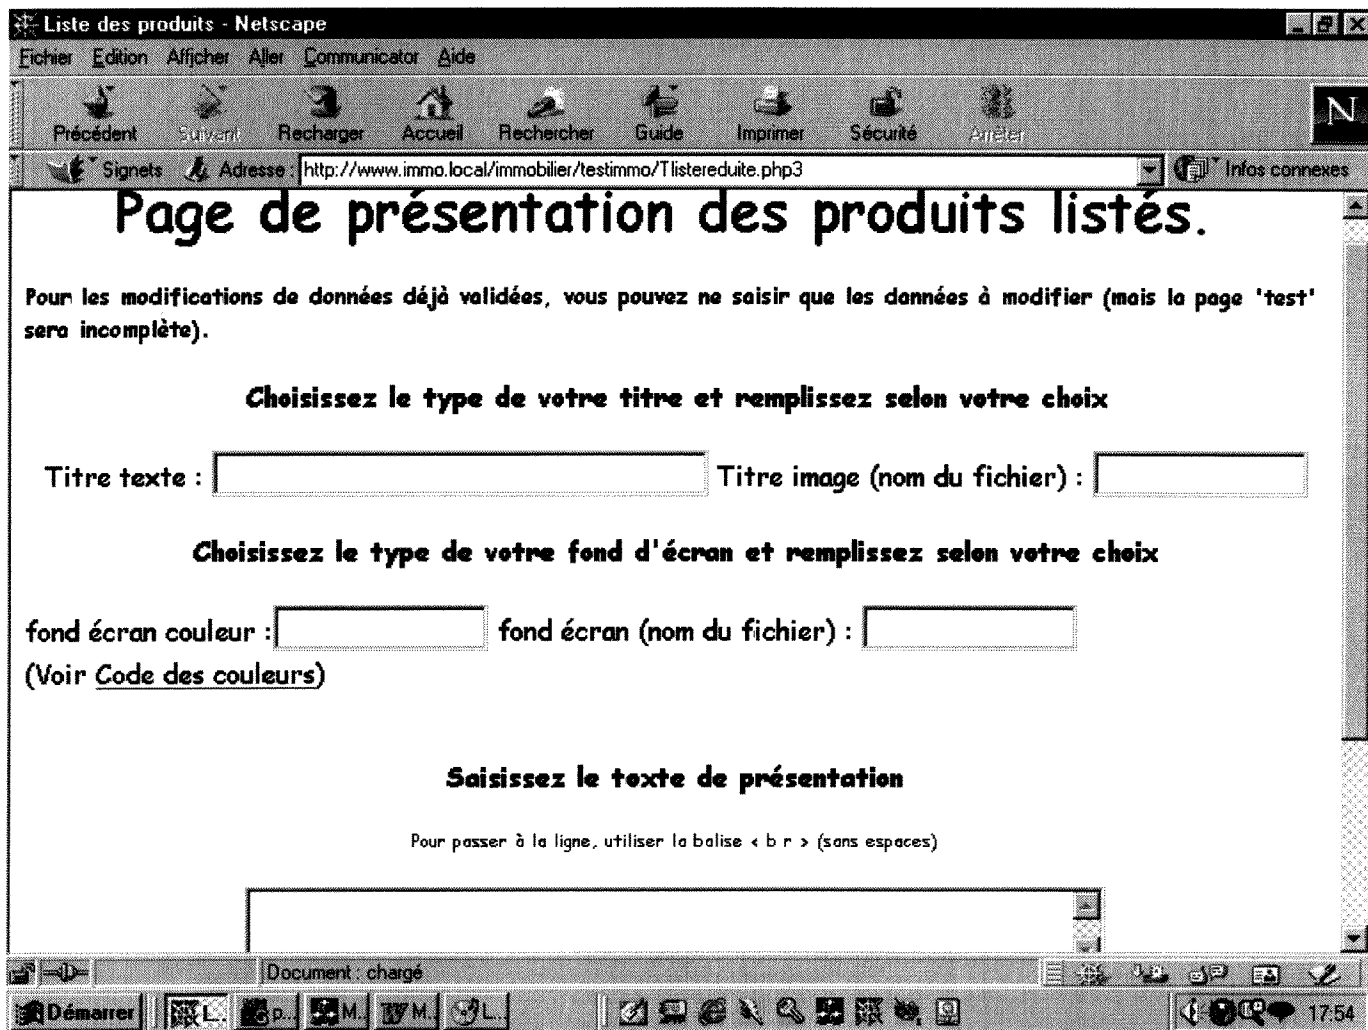 Liste des produits - Netscape
Fichier Edition Afficher Aller Communicator Aide
Précédent Suivant Recharger Accueil Rechercher Guide Imprimer Sécurité Arrêter
N
Signets Adresse : http://www.immo.local/immobilier/testimmo/Tlistereduite.php3 Infos connexes
Page de présentation des produits listés.
Pour les modifications de données déjà validées, vous pouvez ne saisir que les données à modifier (mais la page 'test'
sera incomplète).
Choisissez le type de votre titre et remplissez selon votre choix
Titre texte : Titre image (nom du fichier) :
Choisissez le type de votre fond d'écran et remplissez selon votre choix
fond écran couleur : fond écran (nom du fichier) :
(Voir Code des couleurs)
Saisissez le texte de présentation
Pour passer à la ligne, utiliser la balise < b r > (sans espaces)
Document : chargé
Démarrer L... p... M... M... L... 17:54